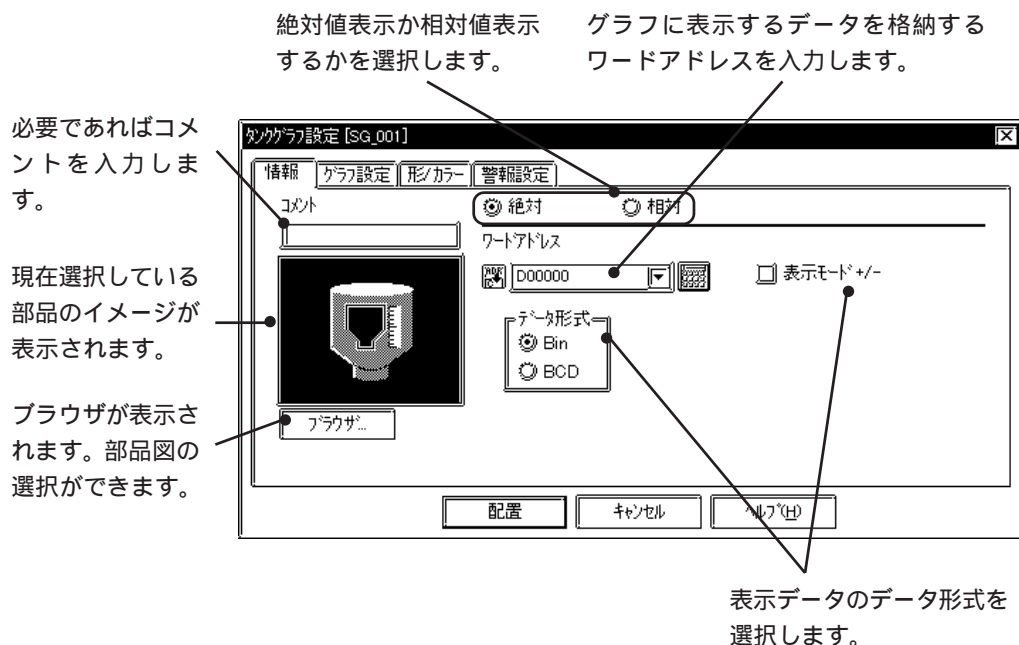 絶対値表示か相対値表示
するかを選択します。
グラフに表示するデータを格納する
ワードアドレスを入力します。
必要であればコメ
ントを入力しま
す。
現在選択している
部品のイメージが
表示されます。
ブラウザが表示さ
れます。部品図の
選択ができます。
ﾀﾝｸｸﾞﾗﾌ設定 [SG_001]
情報 ｸﾞﾗﾌ設定 形/ｶﾗｰ 警報設定
ｺﾒﾝﾄ
絶対 相対
ﾜｰﾄﾞｱﾄﾞﾚｽ
D00000
表示ﾓｰﾄﾞ+/-
ﾃﾞｰﾀ形式
Bin
BCD
ﾌﾞﾗｳｻﾞ...
配置 ｷｬﾝｾﾙ ﾍﾙﾌﾟ(H)
表示データのデータ形式を
選択します。